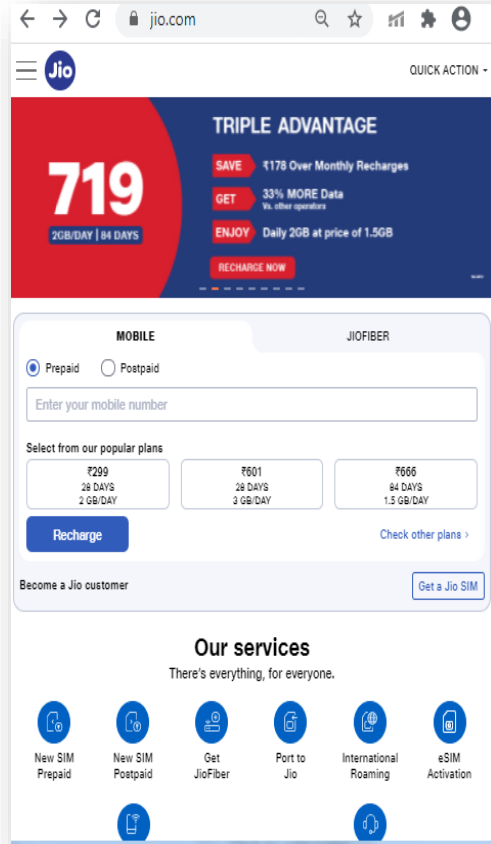 jio.com
Jio
QUICK ACTION
719
2GB/DAY | 84 DAYS
TRIPLE ADVANTAGE
SAVE ₹178 Over Monthly Recharges
GET 33% MORE Data
Vs. other operators
ENJOY Daily 2GB at price of 1.5GB
RECHARGE NOW
MOBILE JIOFIBER
Prepaid Postpaid
Enter your mobile number
Select from our popular plans
₹299 ₹601 ₹666
28 DAYS 28 DAYS 84 DAYS
2 GB/DAY 3 GB/DAY 1.5 GB/DAY
Recharge Check other plans >
Become a Jio customer Get a Jio SIM
Our services
There's everything, for everyone.
New SIM New SIM Get Port to International eSIM
Prepaid Postpaid JioFiber Jio Roaming Activation